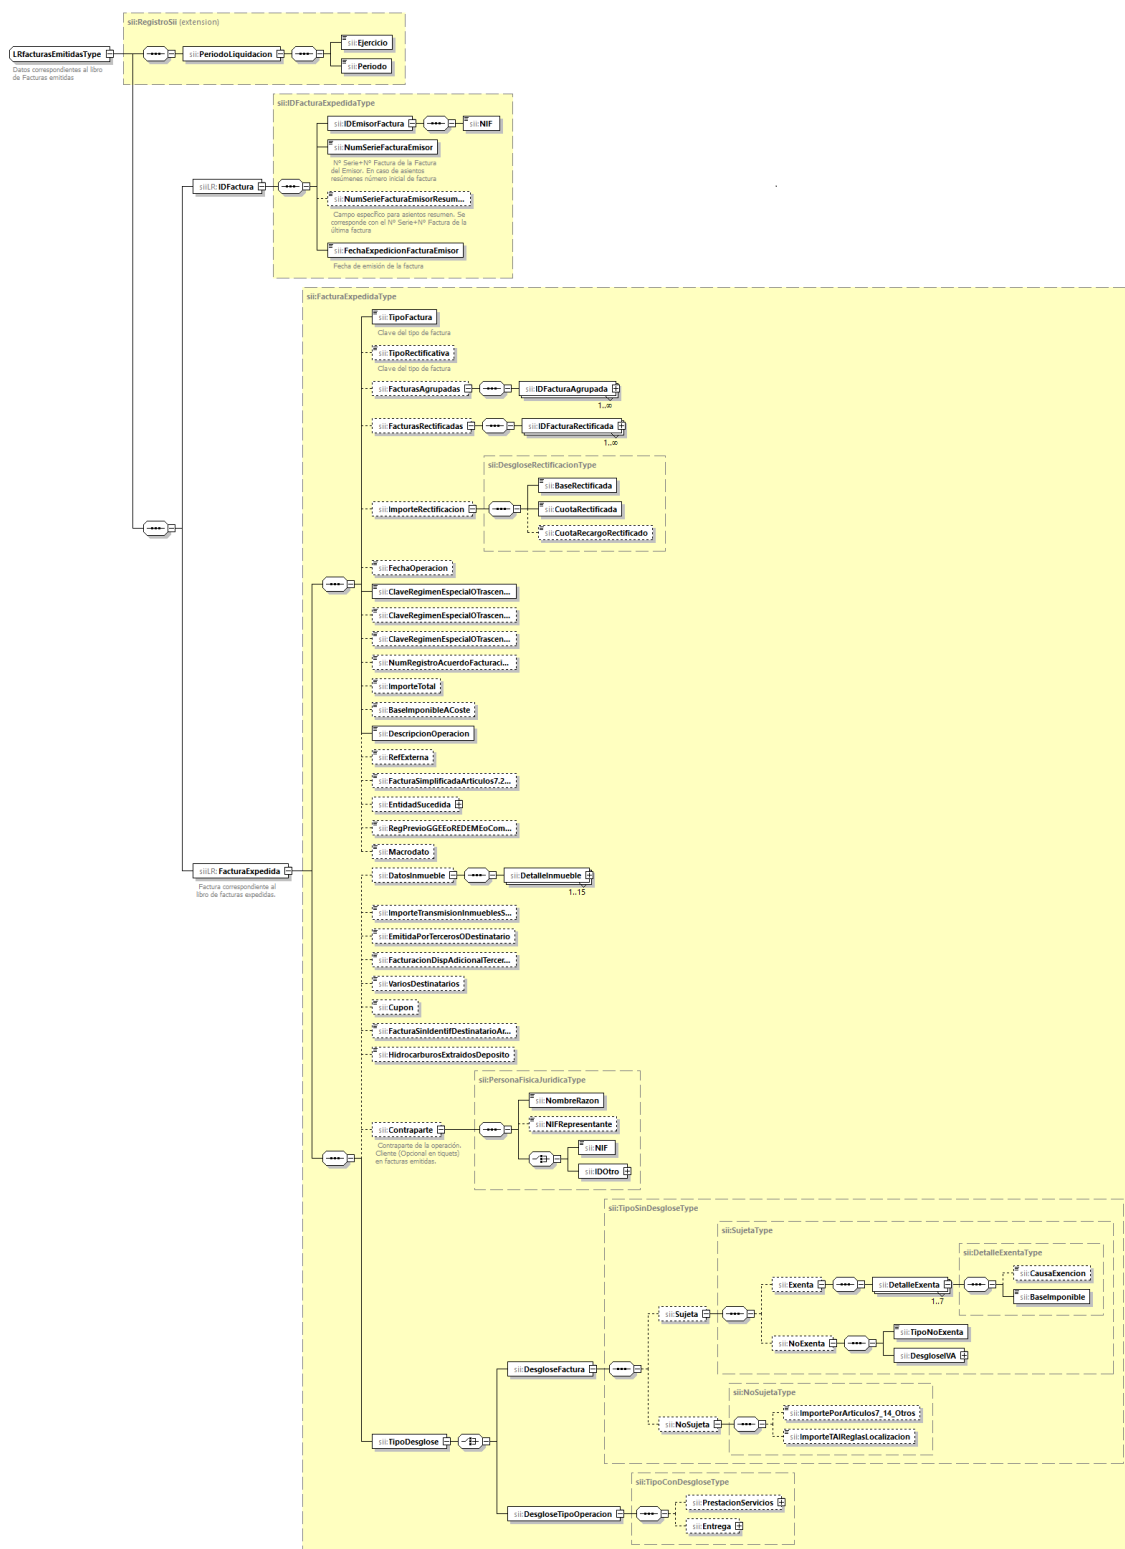 sii:RegistroSii (extension)
LRfacturasEmitidasType
Datos correspondientes al libro
de Facturas emitidas
sii:PeriodoLiquidacion
sii:Ejercicio
sii:Periodo
sii:IDFacturaExpedidaType
sii:IDEmisorFactura
sii:NIF
sii:NumSerieFacturaEmisor
Nº Serie+Nº Factura de la Factura
del Emisor. En caso de asientos
resúmenes número inicial de factura
siiLR:IDFactura
sii:NumSerieFacturaEmisorResum...
Campo específico para asientos resumen. Se
corresponde con el Nº Serie+Nº Factura de la
última factura
sii:FechaExpedicionFacturaEmisor
Fecha de emisión de la factura
sii:FacturaExpedidaType
sii:TipoFactura
Clave del tipo de factura
sii:TipoRectificativa
Clave del tipo de factura
sii:FacturasAgrupadas
sii:IDFacturaAgrupada
1..∞
sii:FacturasRectificadas
sii:IDFacturaRectificada
1..∞
sii:DesgloseRectificacionType
sii:ImporteRectificacion
sii:BaseRectificada
sii:CuotaRectificada
sii:CuotaRecargoRectificado
sii:FechaOperacion
sii:ClaveRegimenEspecialOTrascen...
sii:ClaveRegimenEspecialOTrascen...
sii:ClaveRegimenEspecialOTrascen...
sii:NumRegistroAcuerdoFacturaci...
sii:ImporteTotal
sii:BaseImponibleACoste
sii:DescripcionOperacion
sii:RefExterna
sii:FacturaSimplificadaArticulos7.2...
sii:EntidadSucedida
sii:RegPrevioGGEEoREDEMEoCom...
sii:Macrodato
siiLR:FacturaExpedida
Factura correspondiente al
libro de facturas expedidas.
sii:DatosInmueble
sii:DetalleInmueble
1..15
sii:ImporteTransmisionInmueblesS...
sii:EmitidaPorTercerosODestinatario
sii:FacturacionDispAdicionalTercer...
sii:VariosDestinatarios
sii:Cupon
sii:FacturaSinIdentifDestinatarioAr...
sii:HidrocarburosExtraidosDeposito
sii:PersonaFisicaJuridicaType
sii:Contraparte
Contraparte de la operación.
Cliente (Opcional en tiquets)
en facturas emitidas.
sii:NombreRazon
sii:NIFRepresentante
sii:NIF
sii:IDOtro
sii:TipoSinDesgloseType
sii:SujetaType
sii:DetalleExentaType
sii:Sujeta
sii:Exenta
sii:DetalleExenta
1..7
sii:CausaExencion
sii:BaseImponible
sii:NoExenta
sii:TipoNoExenta
sii:DesgloseIVA
sii:DesgloseFactura
sii:NoSujetaType
sii:NoSujeta
sii:ImportePorArticulos7_14_Otros
sii:ImporteTAIReglasLocalizacion
sii:TipoDesglose
sii:TipoConDesgloseType
sii:DesgloseTipoOperacion
sii:PrestacionServicios
sii:Entrega